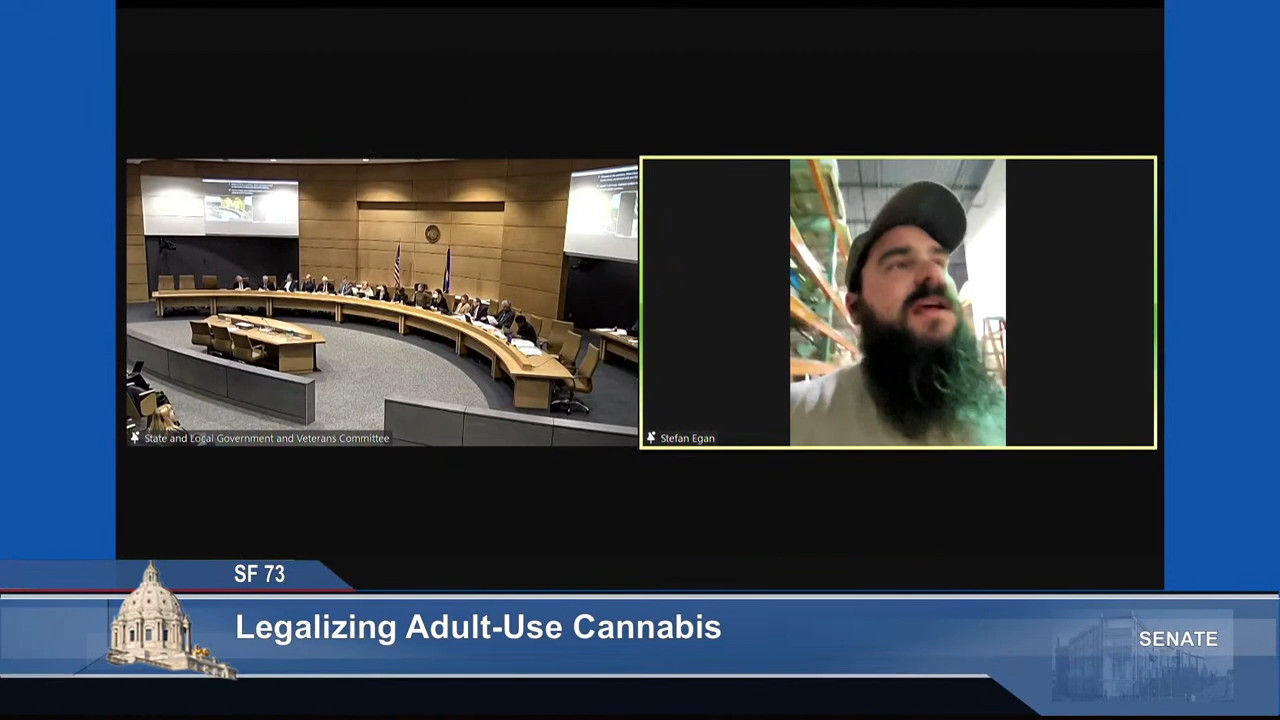 State and Local Government and Veterans Committee
Stefan Egan
SF 73
Legalizing Adult-Use Cannabis
SENATE